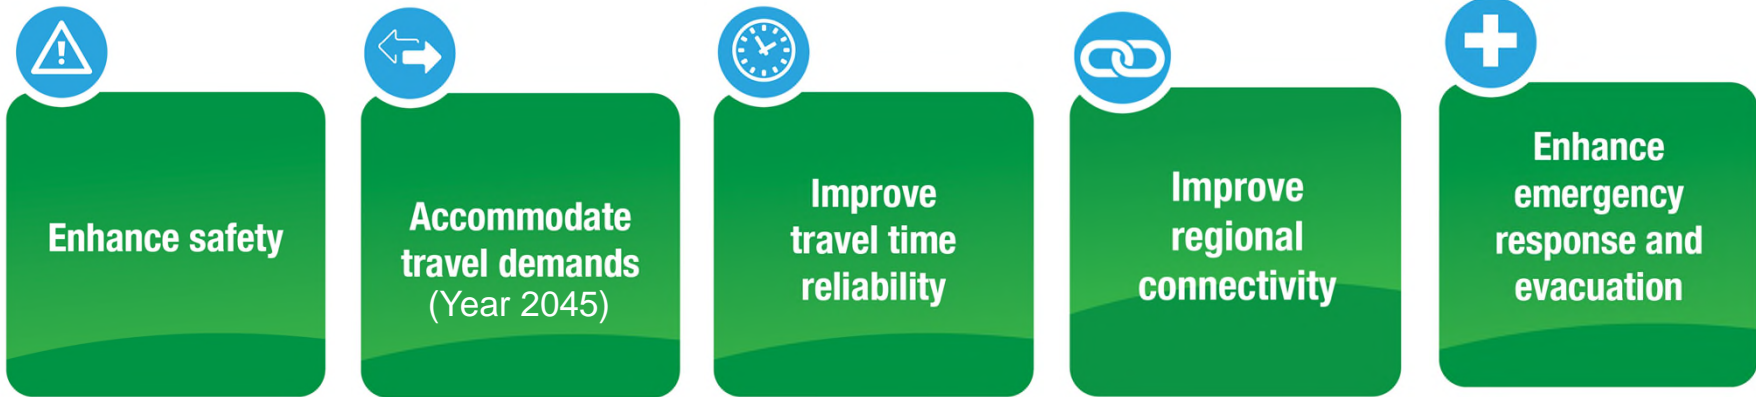 Enhance safety
Accommodate
travel demands
(Year 2045)
Improve
travel time
reliability
Improve
regional
connectivity
Enhance
emergency
response and
evacuation